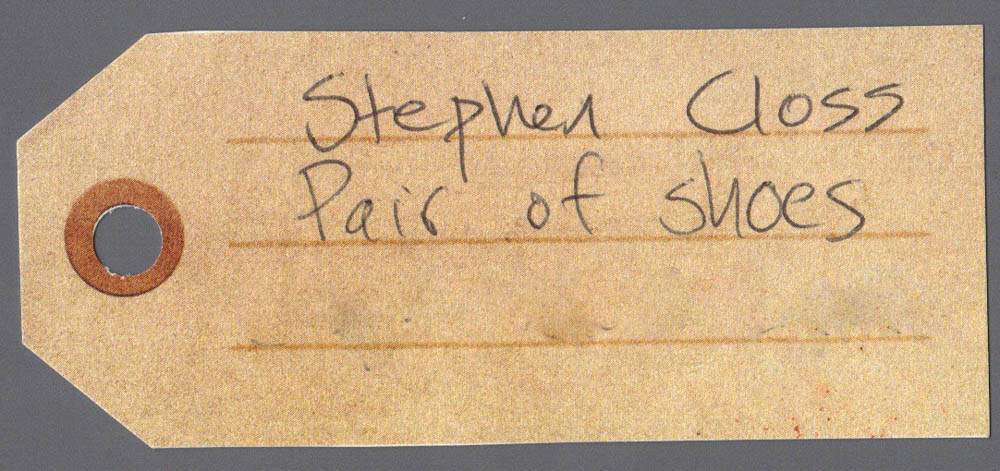 Stephen Closs
Pair of shoes